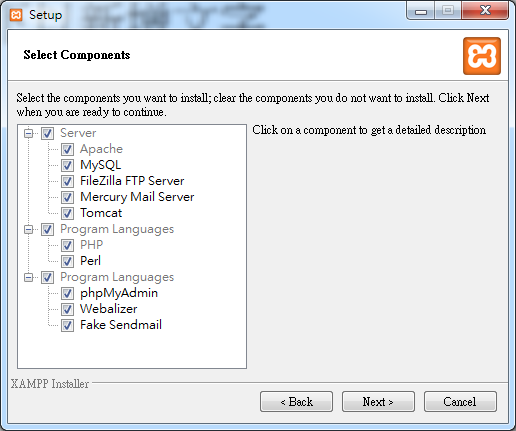 Setup
Select Components
Select the components you want to install; clear the components you do not want to install. Click Next
when you are ready to continue.
Server
Apache
MySQL
FileZilla FTP Server
Mercury Mail Server
Tomcat
Program Languages
PHP
Perl
Program Languages
phpMyAdmin
Webalizer
Fake Sendmail
Click on a component to get a detailed description
XAMPP Installer
< Back
Next >
Cancel